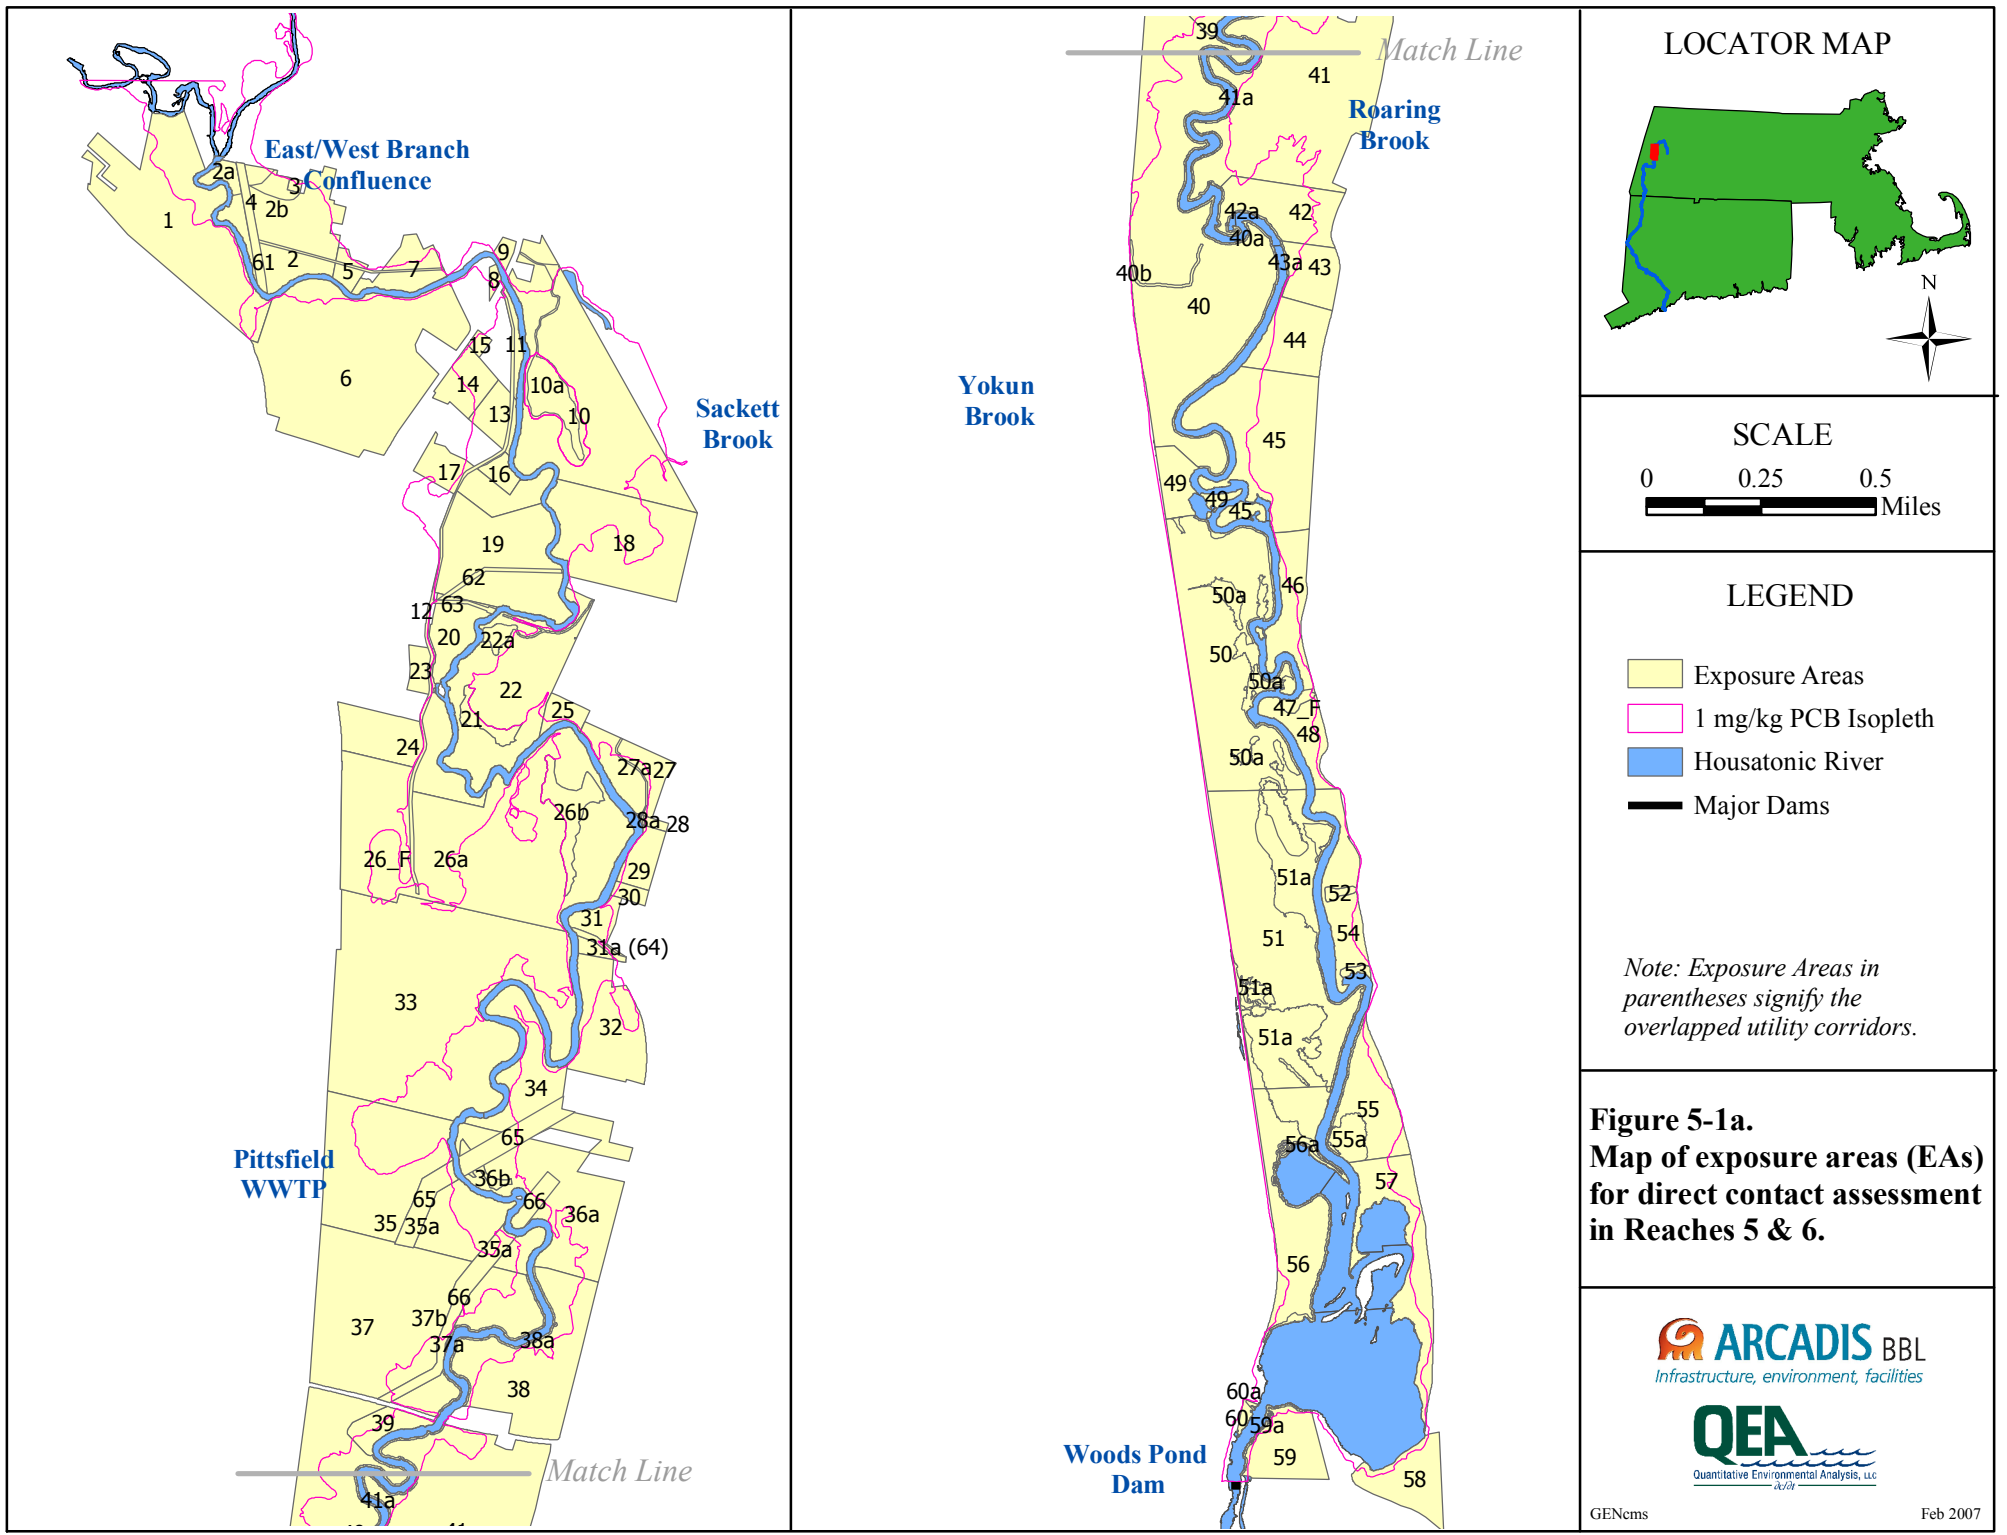 East/West Branch
Confluence
2a
3
4
2b
1
61
2
5
7
9
8
15
11
6
14
10a
13
10
Sackett
Brook
17
16
19
18
62
12
63
20
22a
23
22
21
25
24
27a
27
26b
28a
28
26_F
26a
29
30
31
31a (64)
33
32
34
65
Pittsfield
WWTP
36b
65
66
35
35a
36a
35a
66
37b
37
37a
38a
38
39
Match Line
41a
39
Match Line
41
41a
Roaring
Brook
42a
42
40a
43a
43
40b
40
44
Yokun
Brook
45
49
49
45
46
50a
50
50a
47_F
48
50a
51a
52
54
51
53
51a
51a
55
56a
55a
57
56
60a
60
59a
Woods Pond
Dam
59
58
LOCATOR MAP
N
SCALE
0 0.25 0.5
Miles
LEGEND
Exposure Areas
1 mg/kg PCB Isopleth
Housatonic River
Major Dams
Note: Exposure Areas in
parentheses signify the
overlapped utility corridors.
Figure 5-1a.
Map of exposure areas (EAs)
for direct contact assessment
in Reaches 5 & 6.
ARCADIS BBL
Infrastructure, environment, facilities
QEA
Quantitative Environmental Analysis, LLC
∂c/∂t
GENcms Feb 2007